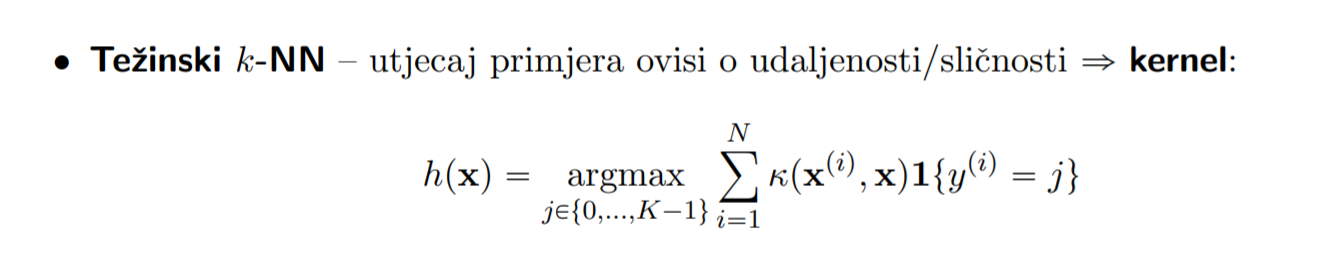 • Težinski k-NN – utjecaj primjera ovisi o udaljenosti/sličnosti ⇒ kernel:
h(x) = argmax_{j∈{0,...,K−1}} ∑_{i=1}^{N} κ(x^{(i)}, x)1{y^{(i)} = j}